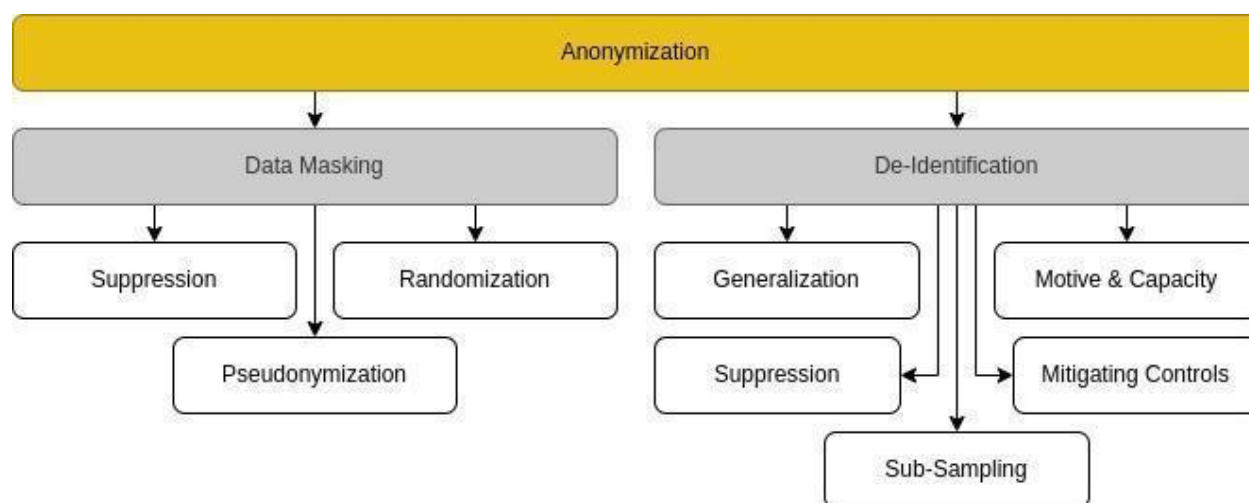 Anonymization
Data Masking
De-Identification
Suppression
Randomization
Generalization
Motive & Capacity
Pseudonymization
Suppression
Mitigating Controls
Sub-Sampling